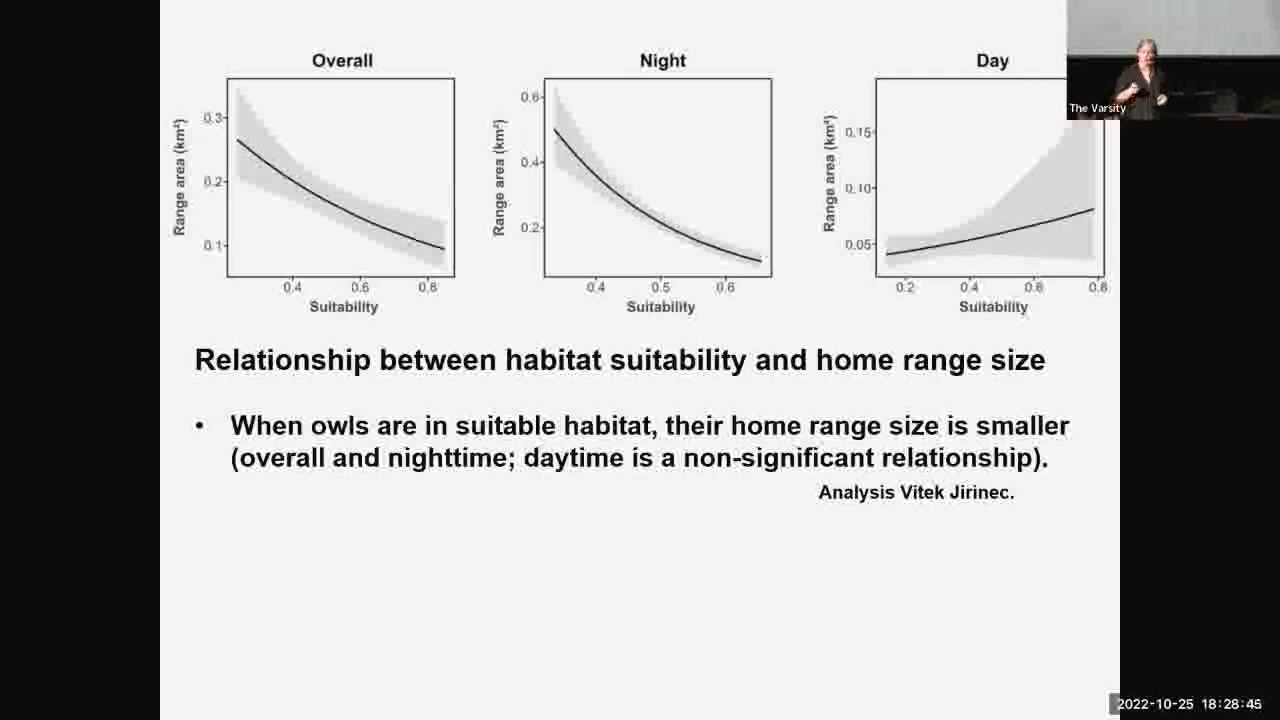 Overall
Night
Day
The Varsity
Range area (km²)
0.3
0.2
0.1
0.4
0.6
0.8
Suitability
Range area (km²)
0.6
0.4
0.2
0.4
0.5
0.6
Suitability
Range area (km²)
0.15
0.10
0.05
0.2
0.4
0.6
0.8
Suitability
Relationship between habitat suitability and home range size
• When owls are in suitable habitat, their home range size is smaller
(overall and nighttime; daytime is a non-significant relationship).
Analysis Vitek Jirinec.
2022-10-25 18:28:45